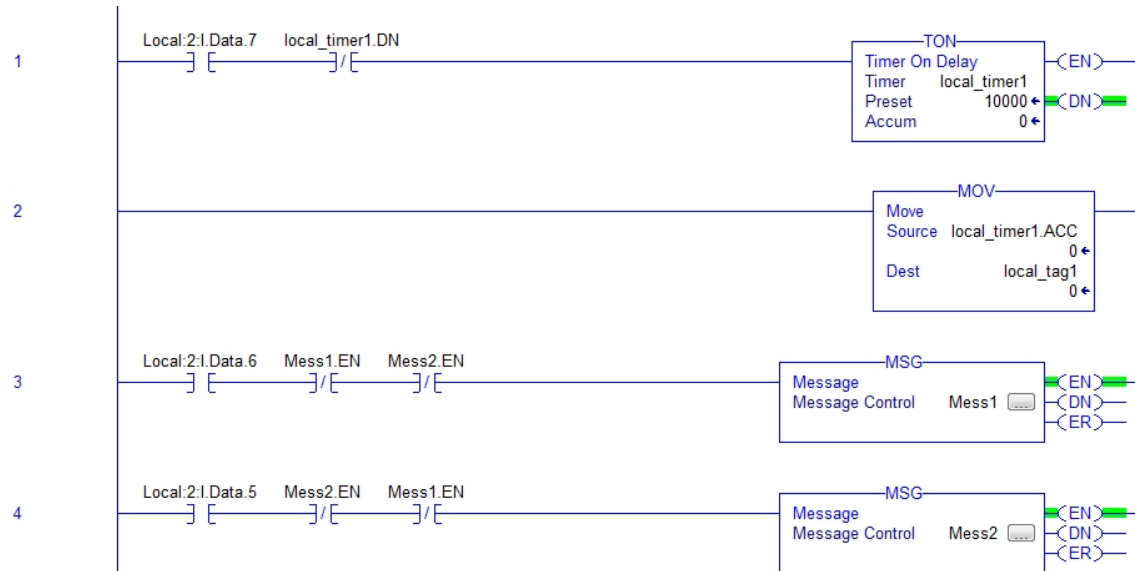 Local:2:I.Data.7 local_timer1.DN
TON
1
Timer On Delay
EN
Timer local_timer1
Preset 10000
DN
Accum 0
MOV
2
Move
Source local_timer1.ACC
0
Dest local_tag1
0
Local:2:I.Data.6 Mess1.EN Mess2.EN
MSG
3
Message
EN
Message Control Mess1 ...
DN
ER
Local:2:I.Data.5 Mess2.EN Mess1.EN
MSG
4
Message
EN
Message Control Mess2 ...
DN
ER